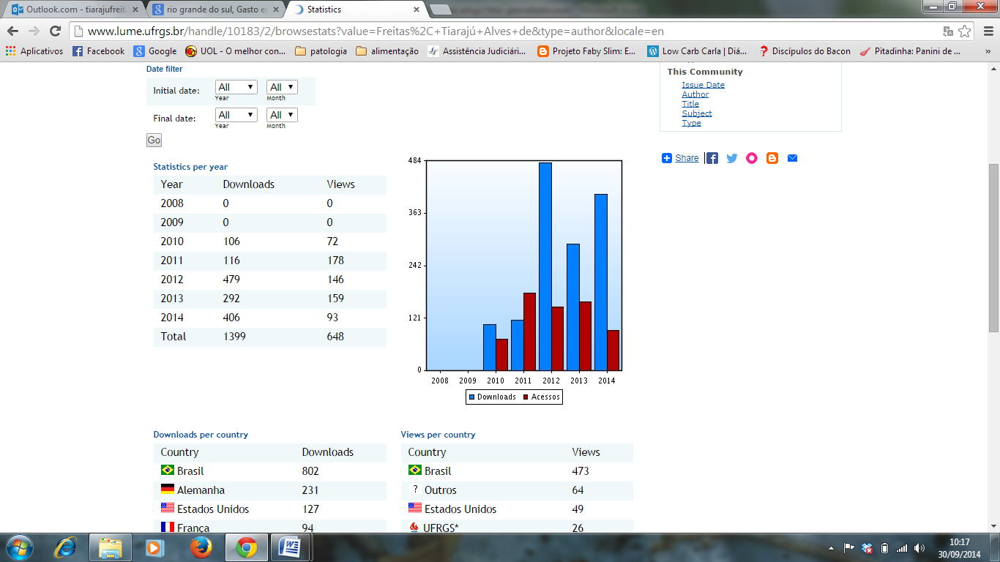 Outlook.com - tiarajufreit
rio grande do sul, Gasto e
Statistics
www.lume.ufrgs.br/handle/10183/2/browsestats?value=Freitas%2C+Tiarajú+Alves+de&type=author&locale=en
Aplicativos Facebook Google UOL - O melhor con... patologia alimentação Assistência Judiciári... Projeto Faby Slim: E... Low Carb Carla | Diá... Discípulos do Bacon Pitadinha: Panini de ... »
Date filter
Initial date: All All
Year Month
Final date: All All
Year Month
Go
This Community
Issue Date
Author
Title
Subject
Type
Share
Statistics per year
Year Downloads Views
2008 0 0
2009 0 0
2010 106 72
2011 116 178
2012 479 146
2013 292 159
2014 406 93
Total 1399 648
484
363
242
121
0
2008 2009 2010 2011 2012 2013 2014
Downloads Acessos
Downloads per country
Country Downloads
Brasil 802
Alemanha 231
Estados Unidos 127
França 94
Views per country
Country Views
Brasil 473
? Outros 64
Estados Unidos 49
UFRGS* 26
10:17
30/09/2014